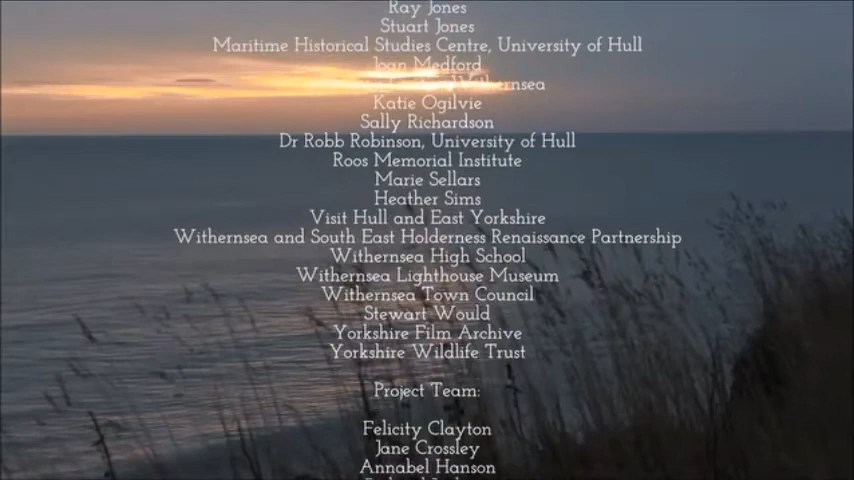 Ray Jones
Stuart Jones
Maritime Historical Studies Centre, University of Hull
Joan Medford
Withernsea
Katie Ogilvie
Sally Richardson
Dr Robb Robinson, University of Hull
Roos Memorial Institute
Marie Sellars
Heather Sims
Visit Hull and East Yorkshire
Withernsea and South East Holderness Renaissance Partnership
Withernsea High School
Withernsea Lighthouse Museum
Withernsea Town Council
Stewart Would
Yorkshire Film Archive
Yorkshire Wildlife Trust
Project Team:
Felicity Clayton
Jane Crossley
Annabel Hanson